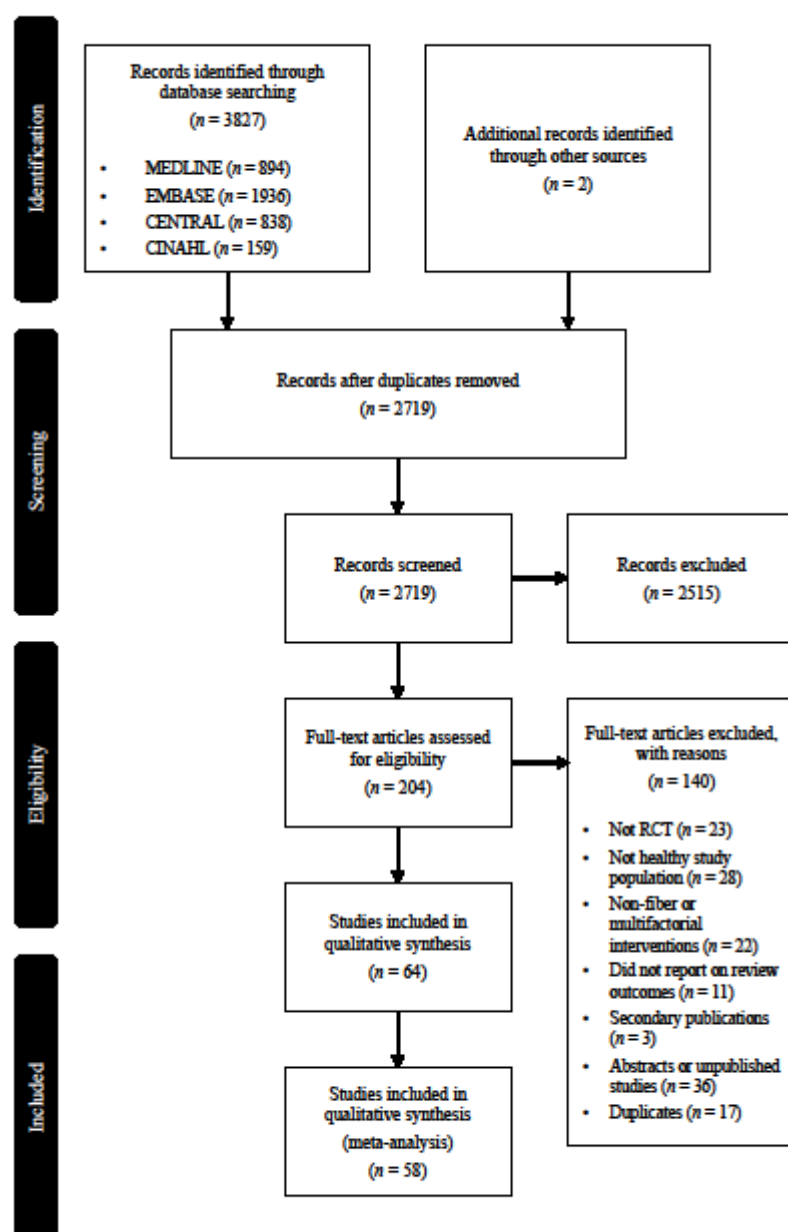 Identification
Records identified through
database searching
(n = 3827)
• MEDLINE (n = 894)
• EMBASE (n = 1936)
• CENTRAL (n = 838)
• CINAHL (n = 159)
Additional records identified
through other sources
(n = 2)
Screening
Records after duplicates removed
(n = 2719)
Records screened
(n = 2719)
Records excluded
(n = 2515)
Eligibility
Full-text articles assessed
for eligibility
(n = 204)
Full-text articles excluded,
with reasons
(n = 140)
• Not RCT (n = 23)
• Not healthy study
population (n = 28)
• Non-fiber or
multifactorial
interventions (n = 22)
• Did not report on review
outcomes (n = 11)
• Secondary publications
(n = 3)
• Abstracts or unpublished
studies (n = 36)
• Duplicates (n = 17)
Studies included in
qualitative synthesis
(n = 64)
Included
Studies included in
qualitative synthesis
(meta-analysis)
(n = 58)